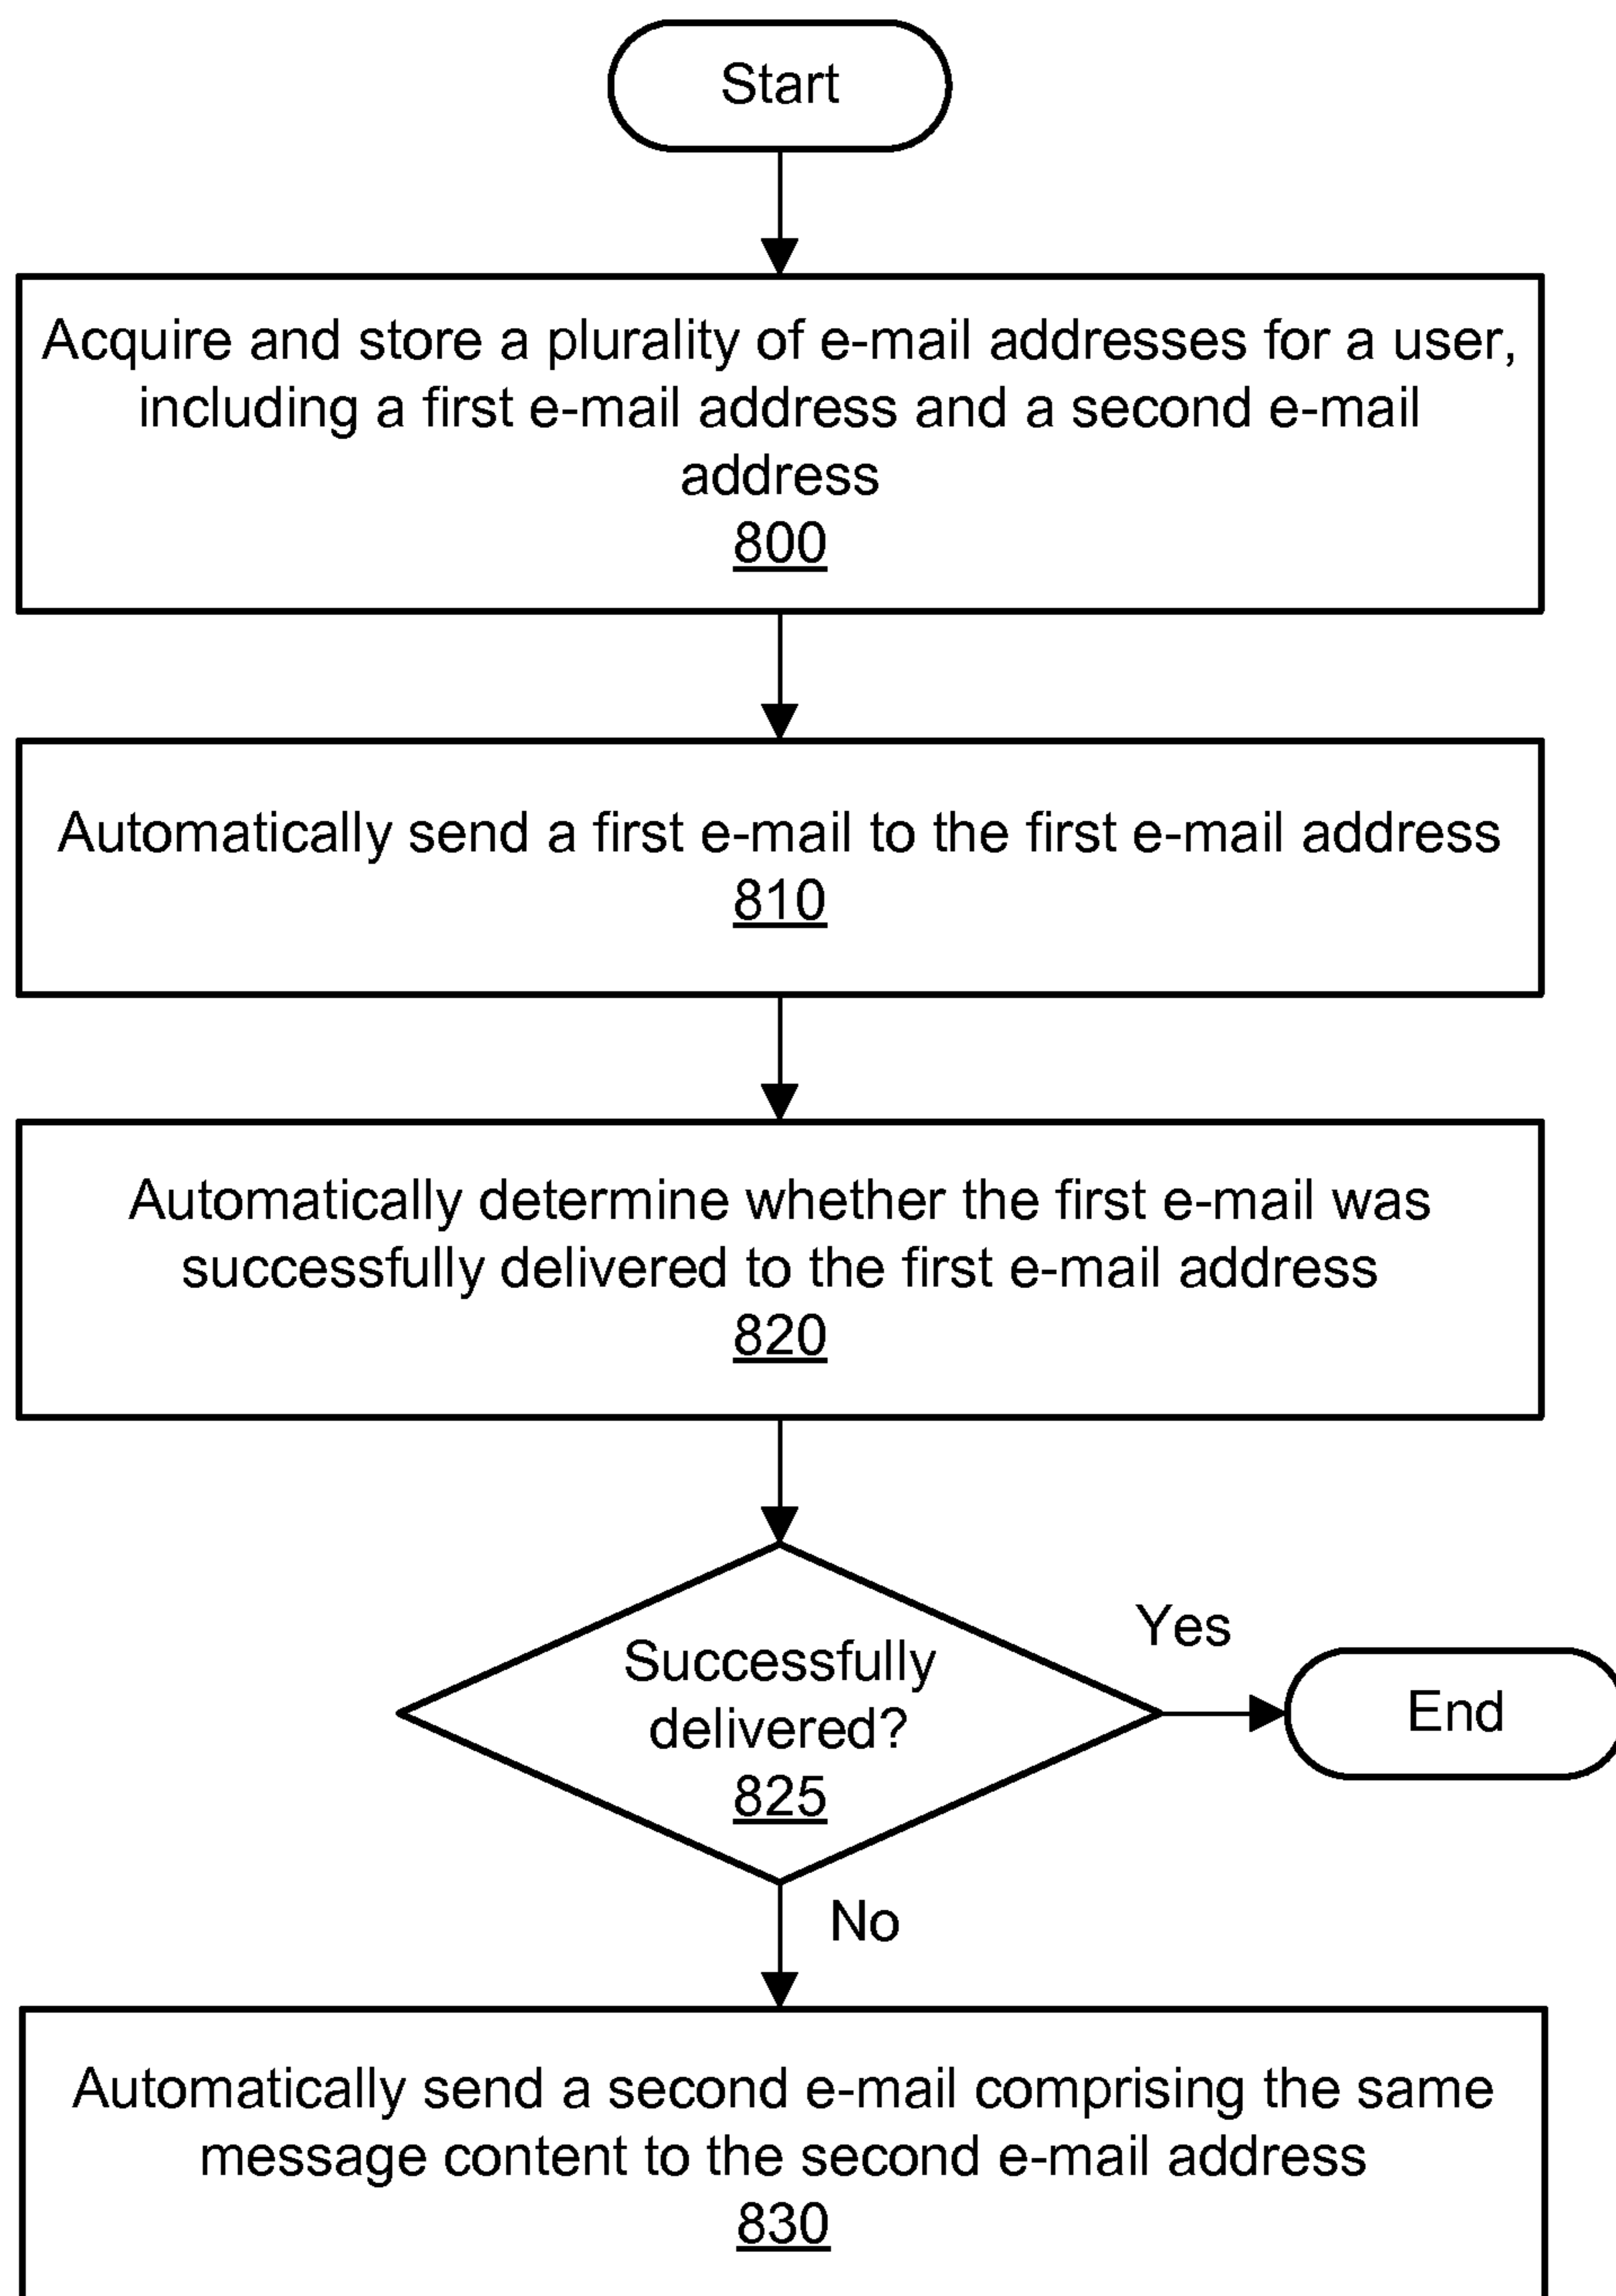 Start
Acquire and store a plurality of e-mail addresses for a user,
including a first e-mail address and a second e-mail
address
800
Automatically send a first e-mail to the first e-mail address
810
Automatically determine whether the first e-mail was
successfully delivered to the first e-mail address
820
Successfully
delivered?
825
Yes
End
No
Automatically send a second e-mail comprising the same
message content to the second e-mail address
830